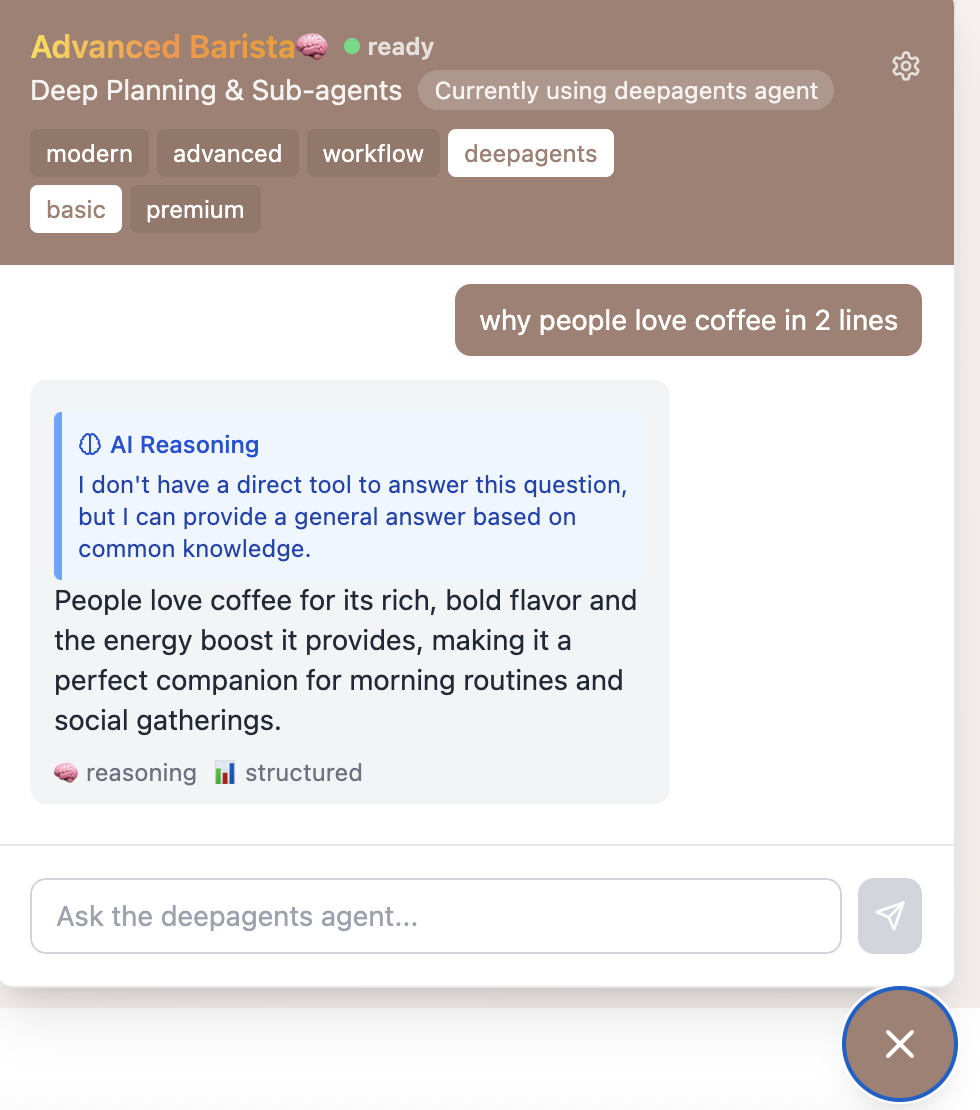 Advanced Barista🧠 ready
Deep Planning & Sub-agents Currently using deepagents agent
modern advanced workflow deepagents
basic premium
why people love coffee in 2 lines
AI Reasoning
I don't have a direct tool to answer this question,
but I can provide a general answer based on
common knowledge.
People love coffee for its rich, bold flavor and
the energy boost it provides, making it a
perfect companion for morning routines and
social gatherings.
🧠 reasoning 📊 structured
Ask the deepagents agent...